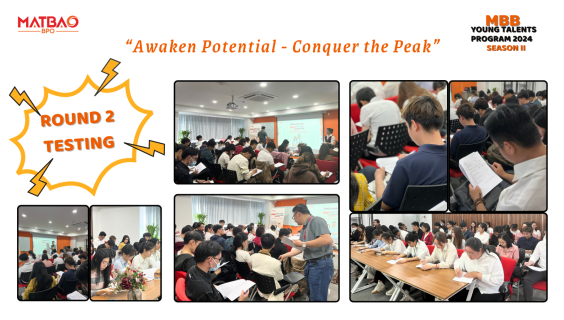 MATBAO
BPO
"Awaken Potential - Conquer the Peak"
MBB
YOUNG TALENTS
PROGRAM 2024
SEASON II
ROUND 2
TESTING